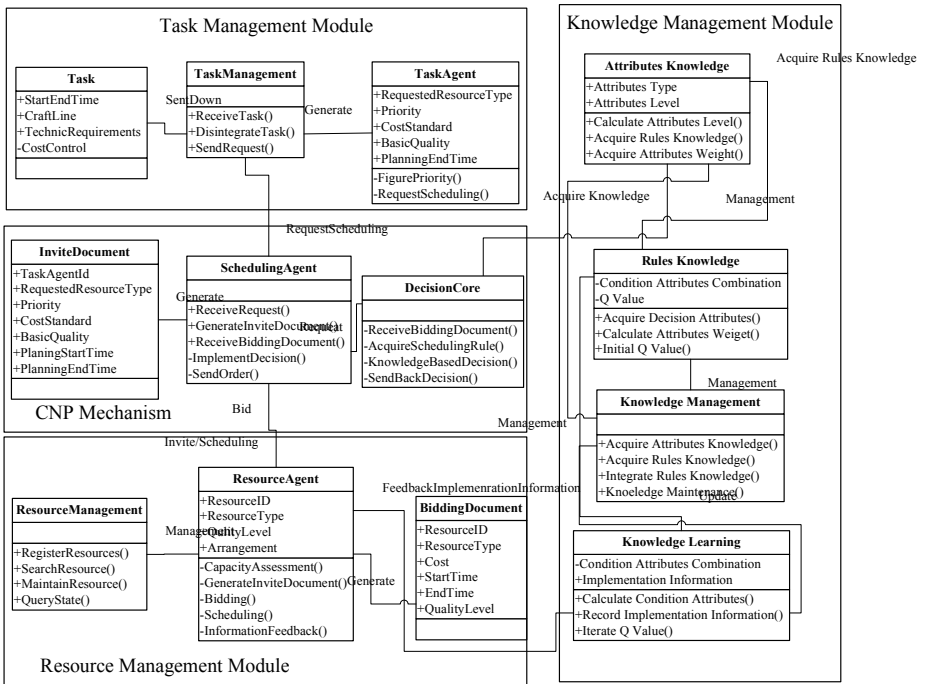 Task Management Module
Task
+StartEndTime
+CraftLine
+TechnicRequirements
-CostControl
SentDown
TaskManagement
+ReceiveTask()
+DisintegrateTask()
+SendRequest()
Generate
TaskAgent
+RequestedResourceType
+Priority
+CostStandard
+BasicQuality
+PlanningEndTime
-FigurePriority()
-RequestScheduling()
RequestScheduling
InviteDocument
+TaskAgentId
+RequestedResourceType
+Priority
+CostStandard
+BasicQuality
+PlaningStartTime
+PlanningEndTime
Generate
SchedulingAgent
+ReceiveRequest()
+GenerateInviteDocument()
+ReceiveBiddingDocument()
-ImplementDecision()
-SendOrder()
Request
DecisionCore
-ReceiveBiddingDocument()
-AcquireSchedulingRule()
-KnowledgeBasedDecision()
-SendBackDecision()
CNP Mechanism
Bid
Invite/Scheduling
ResourceManagement
+RegisterResources()
+SearchResource()
+MaintainResource()
+QueryState()
Management
ResourceAgent
+ResourceID
+ResourceType
+QulityLevel
+Arrangement
-CapacityAssessment()
-GenerateInviteDocument()
-Bidding()
-Scheduling()
-InformationFeedback()
Generate
FeedbackImplemenrationInformation
BiddingDocument
+ResourceID
+ResourceType
+Cost
+StartTime
+EndTime
+QualityLevel
Resource Management Module
Knowledge Management Module
Attributes Knowledge
+Attributes Type
+Attributes Level
+Calculate Attributes Level()
+Acquire Rules Knowledge()
+Acquire Attributes Weight()
Acquire Rules Knowledge
Acquire Knowledge
Management
Rules Knowledge
-Condition Attributes Combination
-Q Value
+Acquire Decision Attributes()
+Calculate Attributes Weiget()
+Initial Q Value()
Management
Knowledge Management
+Acquire Attributes Knowledge()
+Acquire Rules Knowledge()
+Integrate Rules Knowledge()
+Knoeledge Maintenance()
Management
Update
Knowledge Learning
-Condition Attributes Combination
+Implementation Information
+Calculate Condition Attributes()
+Record Implementation Information()
+Iterate Q Value()